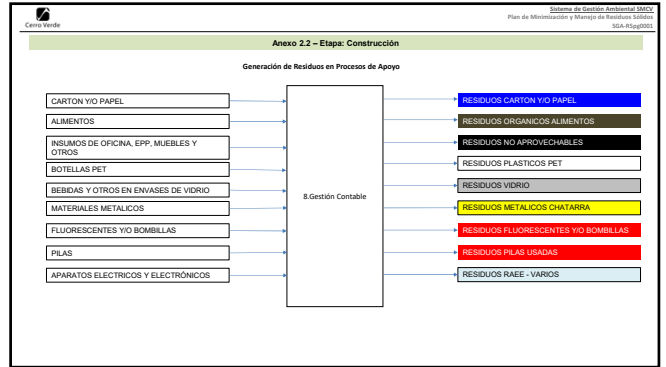 Cerro Verde
Sistema de Gestión Ambiental SMCV
Plan de Minimización y Manejo de Residuos Sólidos
SGA-RSpg0001
Anexo 2.2 – Etapa: Construcción
Generación de Residuos en Procesos de Apoyo
CARTON Y/O PAPEL
ALIMENTOS
INSUMOS DE OFICINA, EPP, MUEBLES Y
OTROS
BOTELLAS PET
BEBIDAS Y OTROS EN ENVASES DE VIDRIO
MATERIALES METALICOS
FLUORESCENTES Y/O BOMBILLAS
PILAS
APARATOS ELECTRICOS Y ELECTRÓNICOS
8.Gestión Contable
RESIDUOS CARTON Y/O PAPEL
RESIDUOS ORGANICOS ALIMENTOS
RESIDUOS NO APROVECHABLES
RESIDUOS PLASTICOS PET
RESIDUOS VIDRIO
RESIDUOS METALICOS CHATARRA
RESIDUOS FLUORESCENTES Y/O BOMBILLAS
RESIDUOS PILAS USADAS
RESIDUOS RAEE - VARIOS